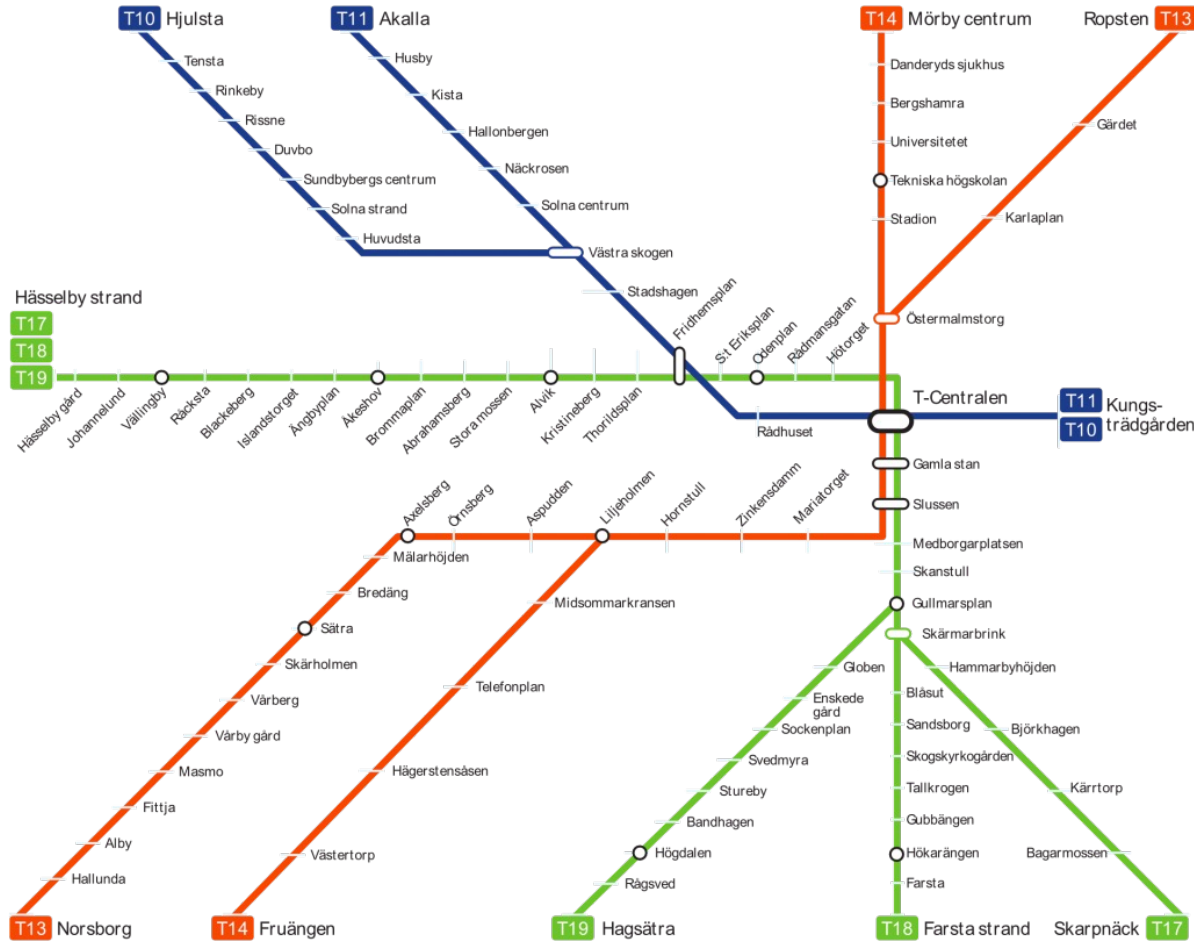 T10 Hjulsta
T11 Akalla
T14 Mörby centrum
Ropsten T13
Tensta
Rinkeby
Rissne
Duvbo
Sundbybergs centrum
Solna strand
Huvudsta
Husby
Kista
Hallonbergen
Näckrosen
Solna centrum
Västra skogen
Stadshagen
Danderyds sjukhus
Bergshamra
Universitetet
Tekniska högskolan
Stadion
Gärdet
Karlaplan
Östermalmstorg
Hässelby strand
T17
T18
T19
Hässelby gård
Johannelund
Vällingby
Råcksta
Blackeberg
Islandstorget
Ängbyplan
Åkeshov
Brommaplan
Abrahamsberg
Stora mossen
Alvik
Kristineberg
Thorildsplan
Fridhemsplan
S:t Eriksplan
Odenplan
Rådmansgatan
Hötorget
Rådhuset
T-Centralen
T11
T10
Kungs-
trädgården
Gamla stan
Slussen
Medborgarplatsen
Skanstull
Gullmarsplan
Skärmarbrink
Axelsberg
Örnsberg
Aspudden
Liljeholmen
Hornstull
Zinkensdamm
Mariatorget
Mälarhöjden
Bredäng
Sätra
Skärholmen
Vårberg
Vårby gård
Masmo
Fittja
Alby
Hallunda
T13 Norsborg
Midsommarkransen
Telefonplan
Hägerstensåsen
Västertorp
T14 Fruängen
Globen
Enskede
gård
Sockenplan
Svedmyra
Stureby
Bandhagen
Högdalen
Rågsved
T19 Hagsätra
Blåsut
Sandsborg
Skogskyrkogården
Tallkrogen
Gubbängen
Hökarängen
Farsta
T18 Farsta strand
Hammarbyhöjden
Björkhagen
Kärrtorp
Bagarmossen
Skarpnäck T17